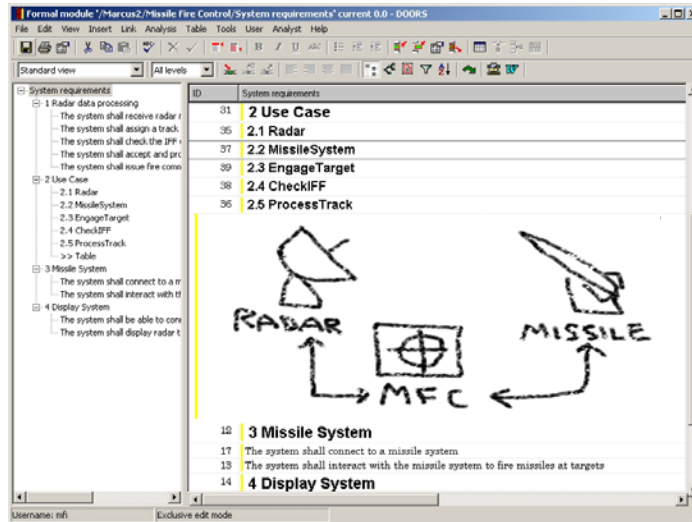 Formal module '/Marcus2/Missile Fire Control/System requirements' current 0.0 - DOORS
File Edit View Insert Link Analysis Table Tools User Analyst Help
Standard view All levels
System requirements
1 Radar data processing
The system shall receive radar
The system shall assign a track
The system shall check the IFF
The system shall accept and pro
The system shall issue fire comm
2 Use Case
2.1 Radar
2.2 MissileSystem
2.3 EngageTarget
2.4 CheckIFF
2.5 ProcessTrack
>> Table
3 Missile System
The system shall connect to a m
The system shall interact with th
4 Display System
The system shall be able to conn
The system shall display radar t
ID System requirements
31 2 Use Case
35 2.1 Radar
37 2.2 MissileSystem
39 2.3 EngageTarget
38 2.4 CheckIFF
36 2.5 ProcessTrack
RADAR
MISSILE
MFC
12 3 Missile System
17 The system shall connect to a missile system
13 The system shall interact with the missile system to fire missiles at targets
14 4 Display System
Username: mfi Exclusive edit mode